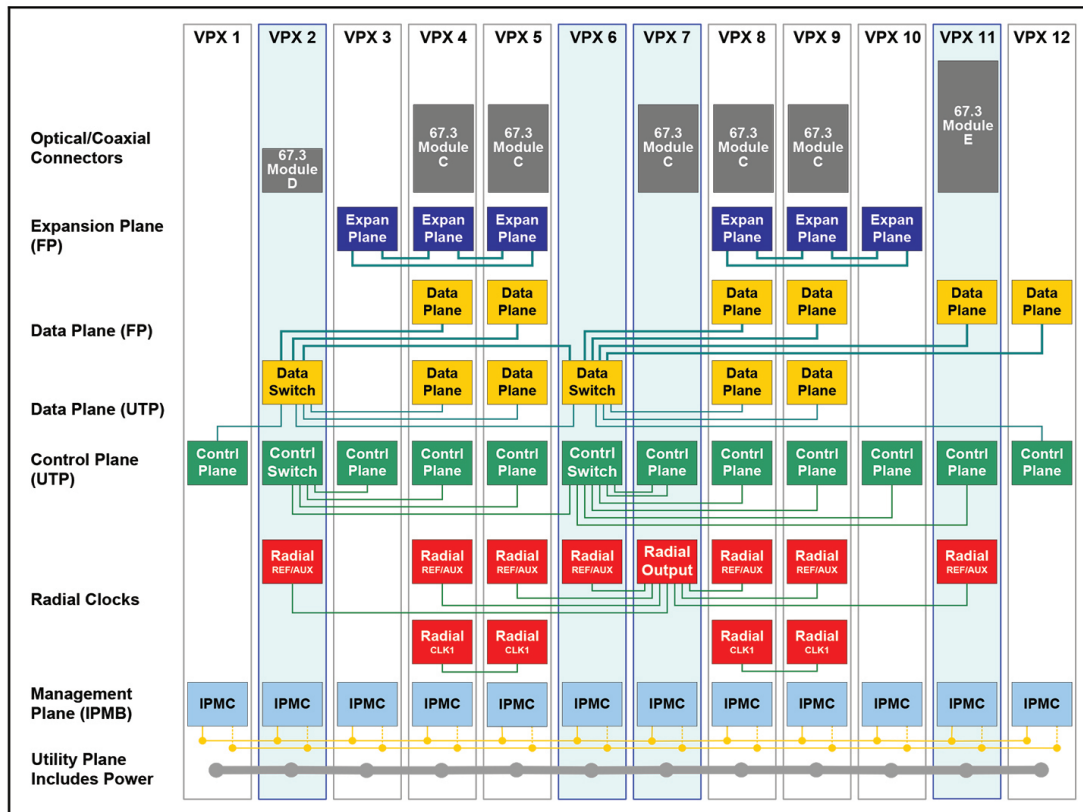 VPX 1 VPX 2 VPX 3 VPX 4 VPX 5 VPX 6 VPX 7 VPX 8 VPX 9 VPX 10 VPX 11 VPX 12
Optical/Coaxial
Connectors
67.3
Module
D
67.3
Module
C
67.3
Module
C
67.3
Module
C
67.3
Module
C
67.3
Module
C
67.3
Module
E
Expansion Plane
(FP)
Expan Expan Expan Expan Expan Expan
Plane Plane Plane Plane Plane Plane
Data Plane (FP)
Data Data Data Data Data Data
Plane Plane Plane Plane Plane Plane
Data Plane (UTP)
Data Data Data Data Data Data
Switch Plane Plane Switch Plane Plane
Control Plane
(UTP)
Contrl Contrl Contrl Contrl Contrl Contrl Contrl Contrl Contrl Contrl Contrl Contrl
Plane Switch Plane Plane Plane Switch Plane Plane Plane Plane Plane Plane
Radial Clocks
Radial Radial Radial Radial Radial Radial Radial Radial
REF/AUX REF/AUX REF/AUX REF/AUX Output REF/AUX REF/AUX REF/AUX
Radial Radial Radial Radial
CLK1 CLK1 CLK1 CLK1
Management
Plane (IPMB)
IPMC IPMC IPMC IPMC IPMC IPMC IPMC IPMC IPMC IPMC IPMC IPMC
Utility Plane
Includes Power